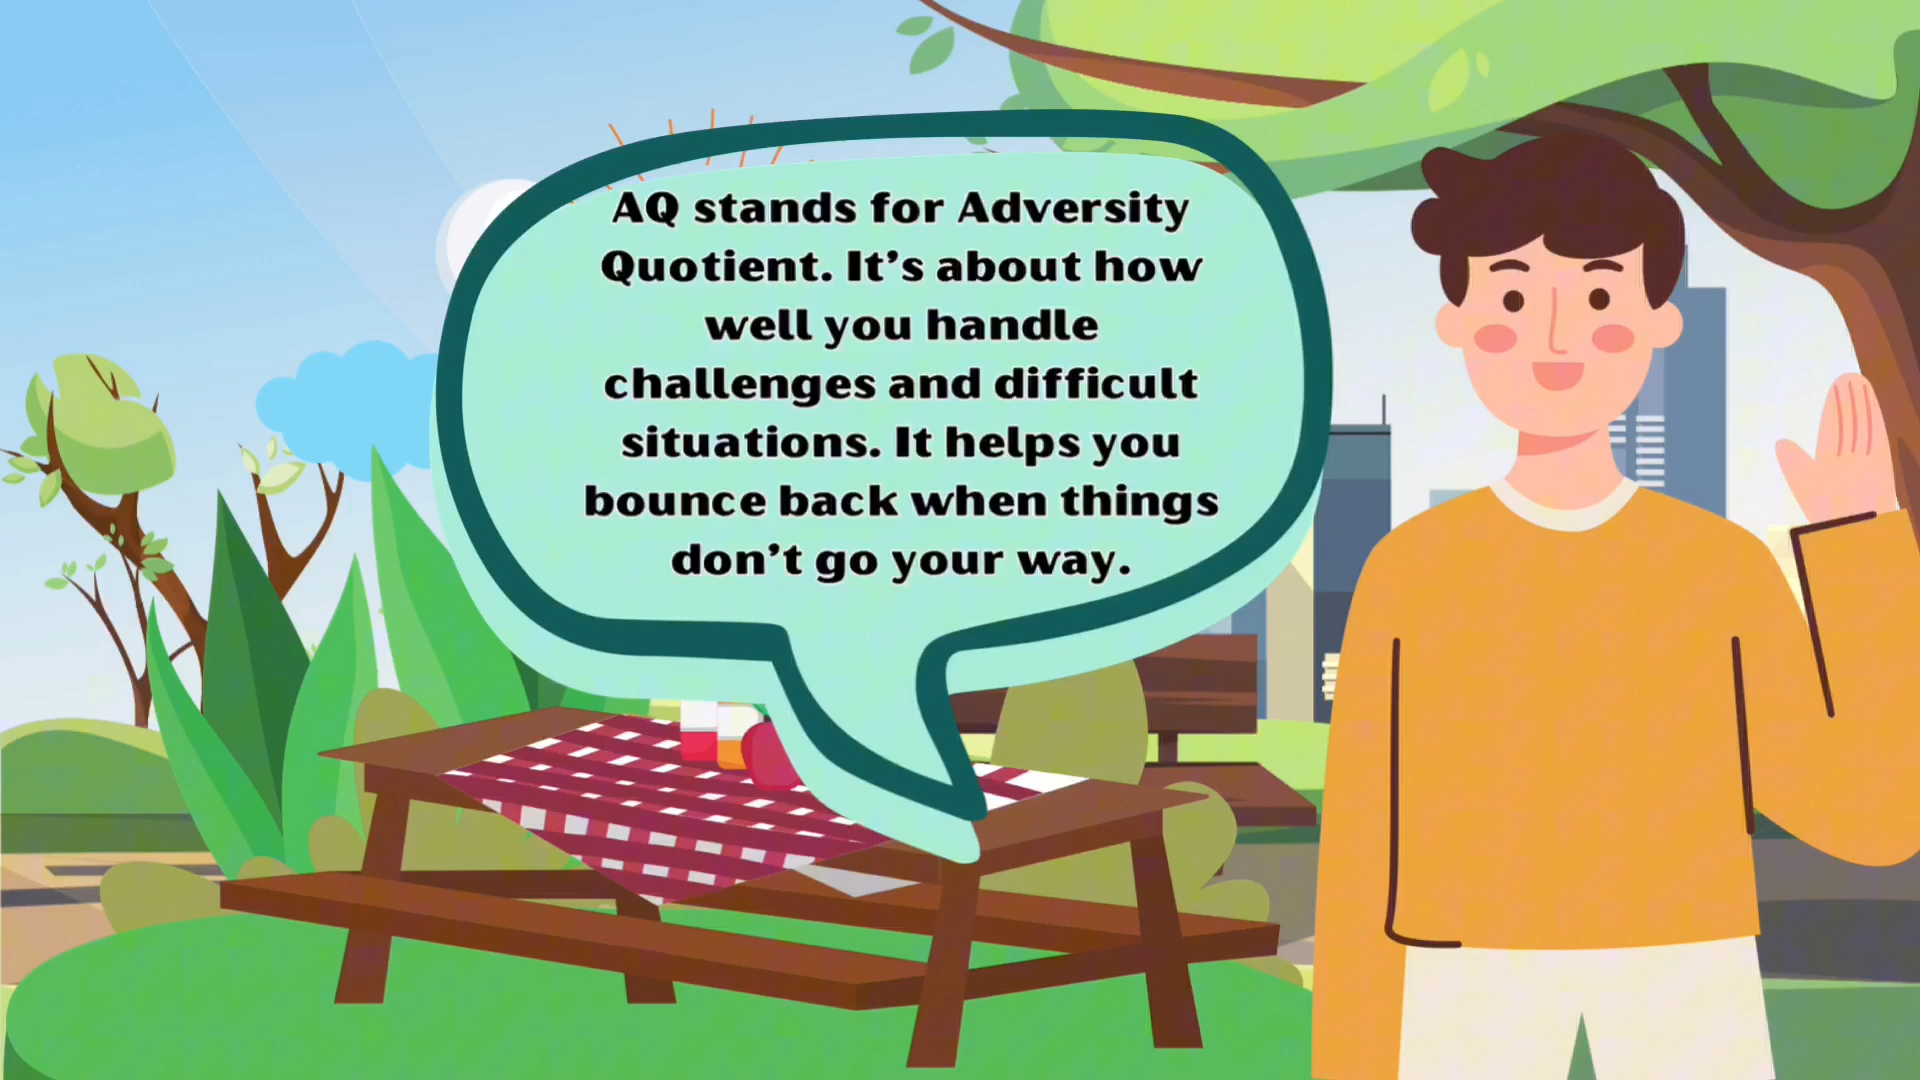 AQ stands for Adversity
Quotient. It’s about how
well you handle
challenges and difficult
situations. It helps you
bounce back when things
don’t go your way.